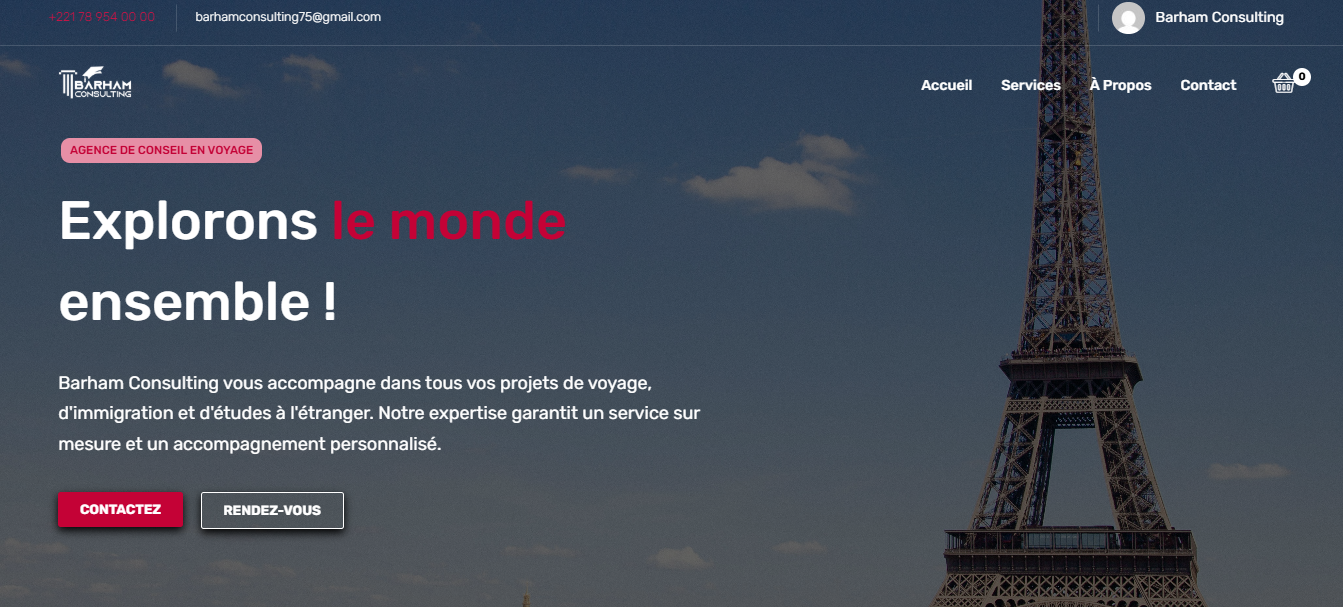 +221 78 954 00 00
barhamconsulting75@gmail.com
Barham Consulting
BARHAM
CONSULTING
Accueil
Services
À Propos
Contact
0
AGENCE DE CONSEIL EN VOYAGE
Explorons le monde
ensemble !
Barham Consulting vous accompagne dans tous vos projets de voyage,
d'immigration et d'études à l'étranger. Notre expertise garantit un service sur
mesure et un accompagnement personnalisé.
CONTACTEZ
RENDEZ-VOUS